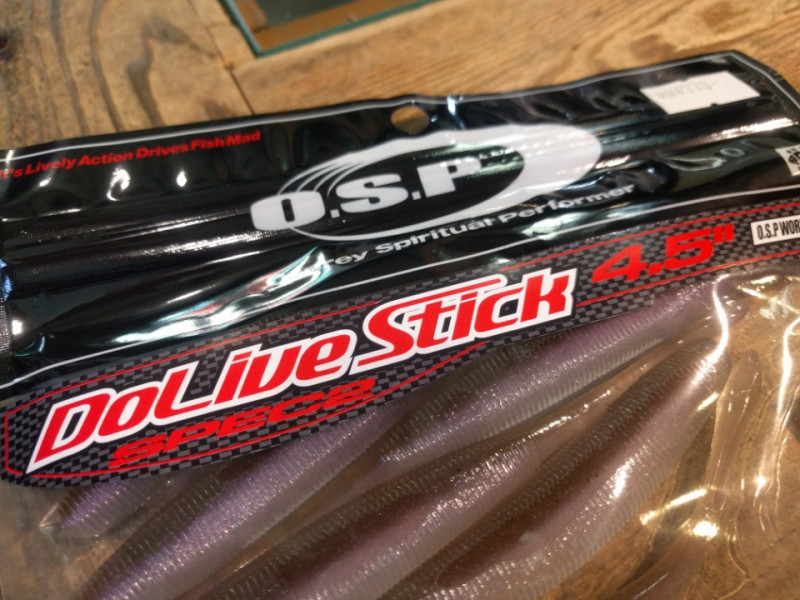 Lively Action Drives Fish Mad
O.S.P
Spiritual Performer
DoLive Stick 4.5"
SPEC2
O.S.P WOR